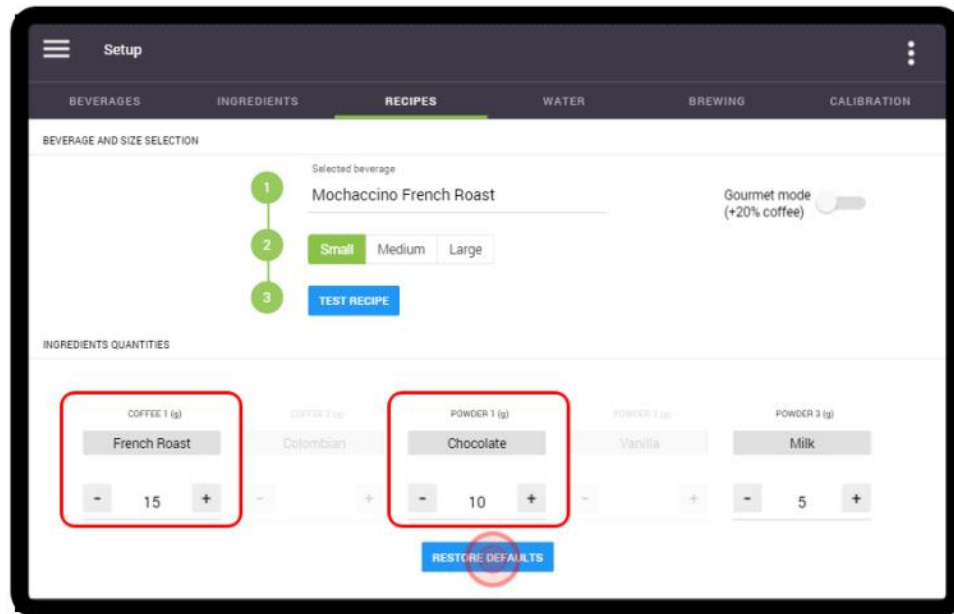 Setup
BEVERAGES INGREDIENTS RECIPES WATER BREWING CALIBRATION
BEVERAGE AND SIZE SELECTION
Selected beverage
1 Mochaccino French Roast
Gourmet mode
(+20% coffee)
2 Small Medium Large
3 TEST RECIPE
INGREDIENTS QUANTITIES
COFFEE 1 (g) COFFEE 2 (g) POWDER 1 (g) POWDER 2 (g) POWDER 3 (g)
French Roast Colombian Chocolate Vanilla Milk
- 15 + - + - 10 + - + - 5 +
RESTORE DEFAULTS